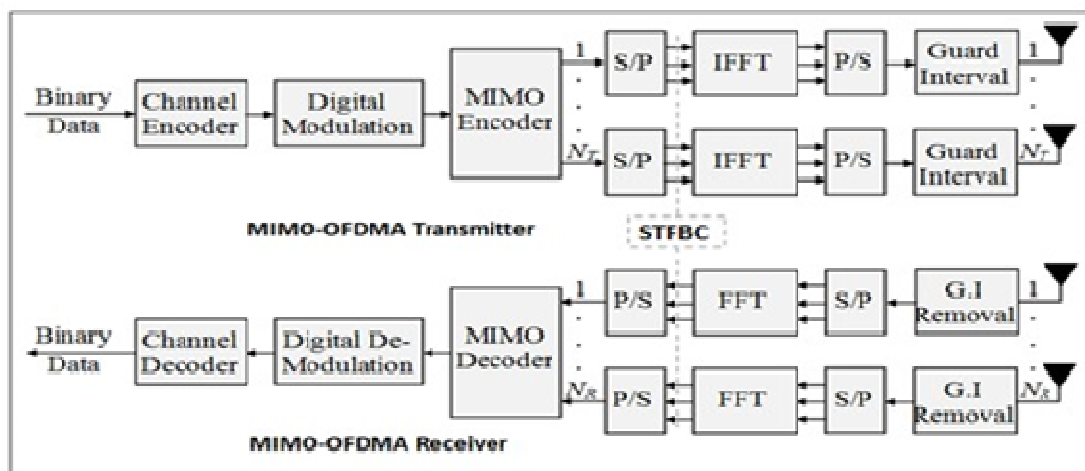 Binary
Data
Channel
Encoder
Digital
Modulation
MIMO
Encoder
1
S/P
IFFT
P/S
Guard
Interval
1
N_T
S/P
IFFT
P/S
Guard
Interval
N_T
MIMO-OFDMA Transmitter
STFBC
Binary
Data
Channel
Decoder
Digital De-
Modulation
MIMO
Decoder
1
P/S
FFT
S/P
G.I
Removal
1
N_R
P/S
FFT
S/P
G.I
Removal
N_R
MIMO-OFDMA Receiver